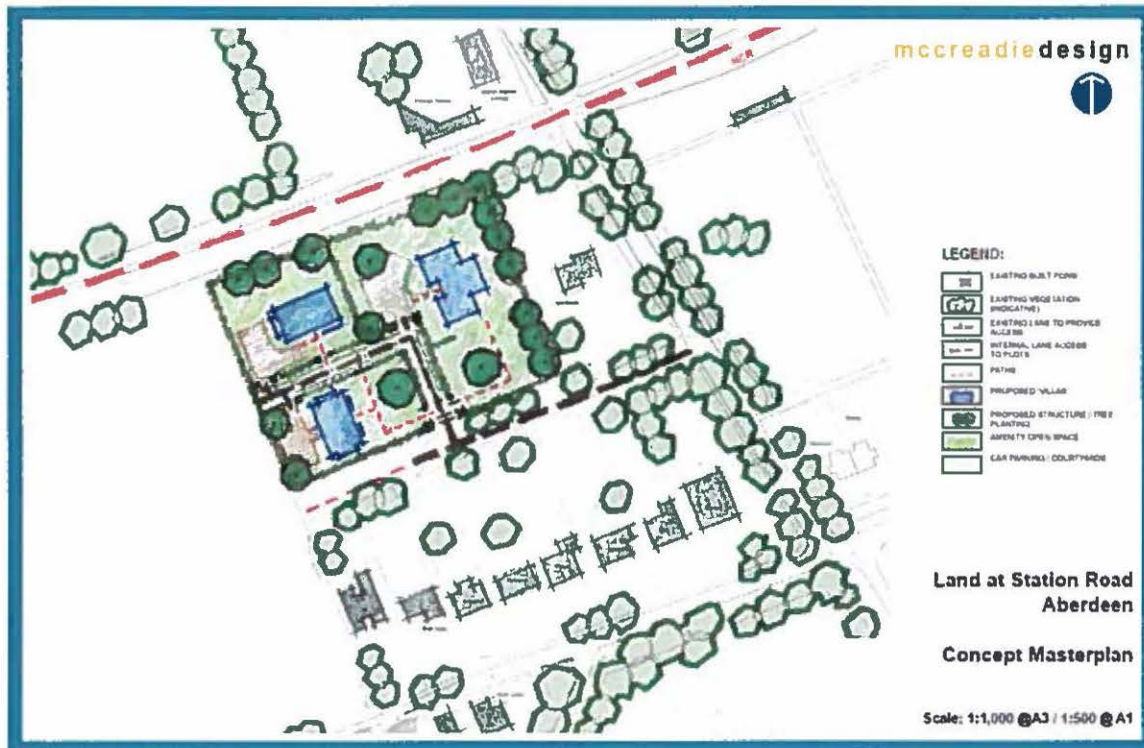 mccreadiedesign
LEGEND:
EXISTING BUILT FORM
EXISTING VEGETATION
(INDICATIVE)
EXISTING LANE TO PROVIDE
ACCESS
INTERNAL LANE ACCESS
TO PLOTS
PATHS
PROPOSED VILLAS
PROPOSED STRUCTURE / TREE
PLANTING
AMENITY OPEN SPACE
CAR PARKING / COURTYARDS
Land at Station Road
Aberdeen
Concept Masterplan
Scale: 1:1,000 @A3 / 1:500 @ A1